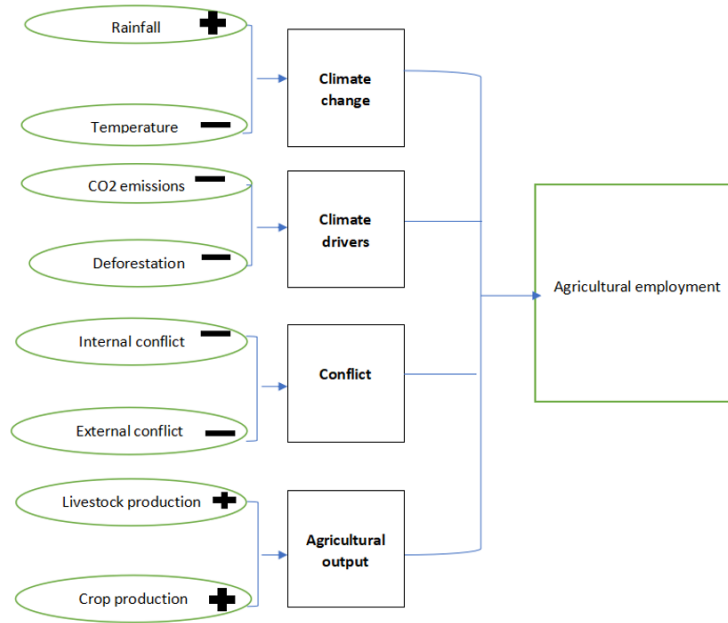 Rainfall
Climate
change
Temperature
CO2 emissions
Climate
drivers
Deforestation
Agricultural employment
Internal conflict
Conflict
External conflict
Livestock production
Agricultural
output
Crop production